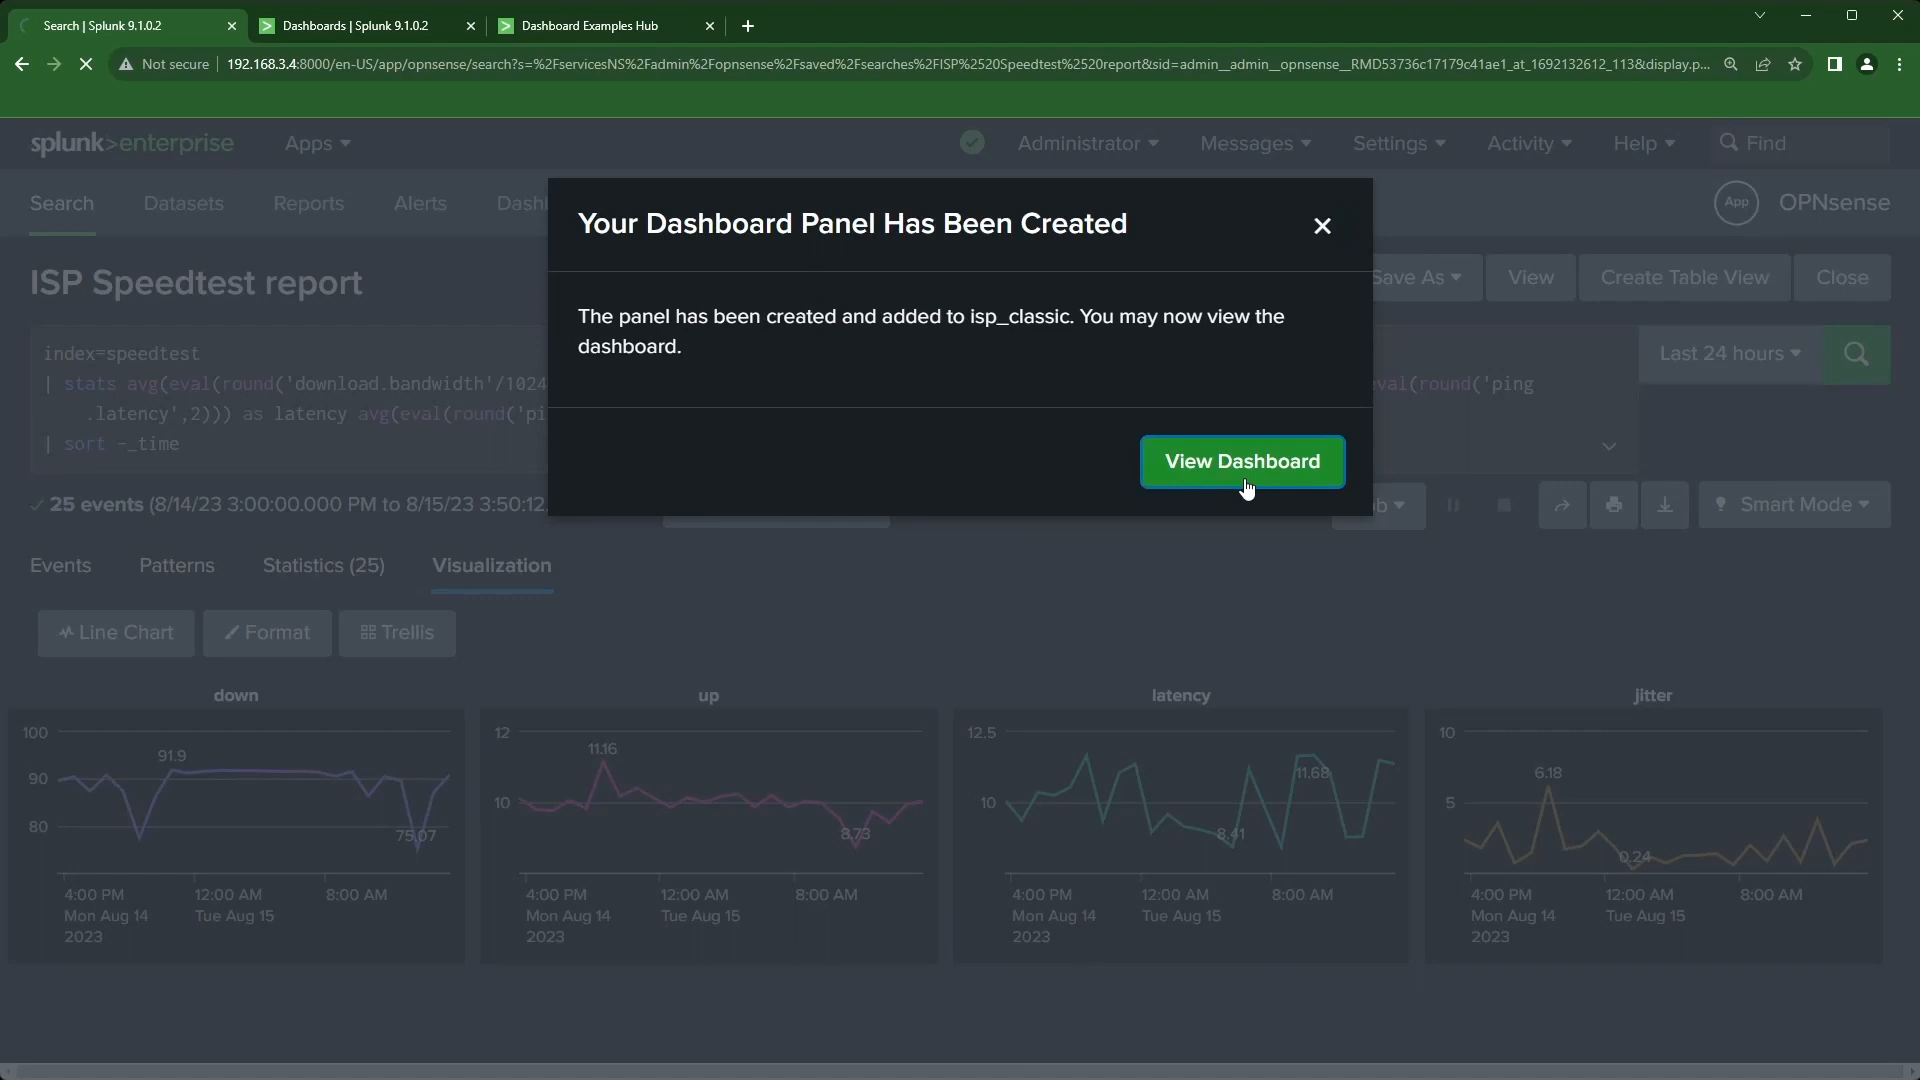 Search | Splunk 9.1.0.2
Dashboards | Splunk 9.1.0.2
Dashboard Examples Hub
Not secure
192.168.3.4:8000/en-US/app/opnsense/search?s=%2FservicesNS%2Fadmin%2Fopnsense%2Fsaved%2Fsearches%2FISP%2520Speedtest%2520report&sid=admin__admin__opnsense__RMD53736c17179c41ae1_at_1692132612_113&display.p...
splunk>enterprise
Apps
Administrator
Messages
Settings
Activity
Help
Find
Search
Datasets
Reports
Alerts
Dashl
App
OPNsense
Your Dashboard Panel Has Been Created
The panel has been created and added to isp_classic. You may now view the
dashboard.
View Dashboard
ISP Speedtest report
Save As
View
Create Table View
Close
index=speedtest
| stats avg(eval(round('download.bandwidth'/1024
eval(round('ping
.latency',2))) as latency avg(eval(round('pi
| sort -_time
Last 24 hours
25 events (8/14/23 3:00:00.000 PM to 8/15/23 3:50:12.
b
Smart Mode
Events
Patterns
Statistics (25)
Visualization
Line Chart
Format
Trellis
down
100
90
80
91.9
75.07
4:00 PM
Mon Aug 14
2023
12:00 AM
Tue Aug 15
8:00 AM
up
12
10
11.16
8.73
4:00 PM
Mon Aug 14
2023
12:00 AM
Tue Aug 15
8:00 AM
latency
12.5
10
11.68
8.41
4:00 PM
Mon Aug 14
2023
12:00 AM
Tue Aug 15
8:00 AM
jitter
10
5
6.18
0.24
4:00 PM
Mon Aug 14
2023
12:00 AM
Tue Aug 15
8:00 AM